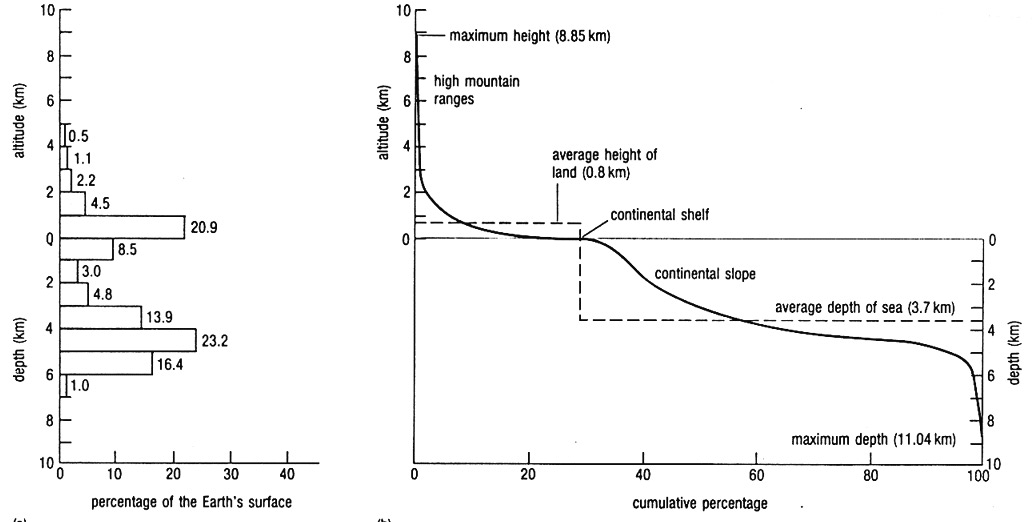 10
8
6
4
2
0
2
4
6
8
10
altitude (km)
depth (km)
0.5
1.1
2.2
4.5
20.9
8.5
3.0
4.8
13.9
23.2
16.4
1.0
0 10 20 30 40
percentage of the Earth's surface
10
8
6
4
2
0
altitude (km)
maximum height (8.85 km)
high mountain
ranges
average height of
land (0.8 km)
continental shelf
continental slope
average depth of sea (3.7 km)
maximum depth (11.04 km)
0
2
4
6
8
10
depth (km)
0 20 40 60 80 100
cumulative percentage